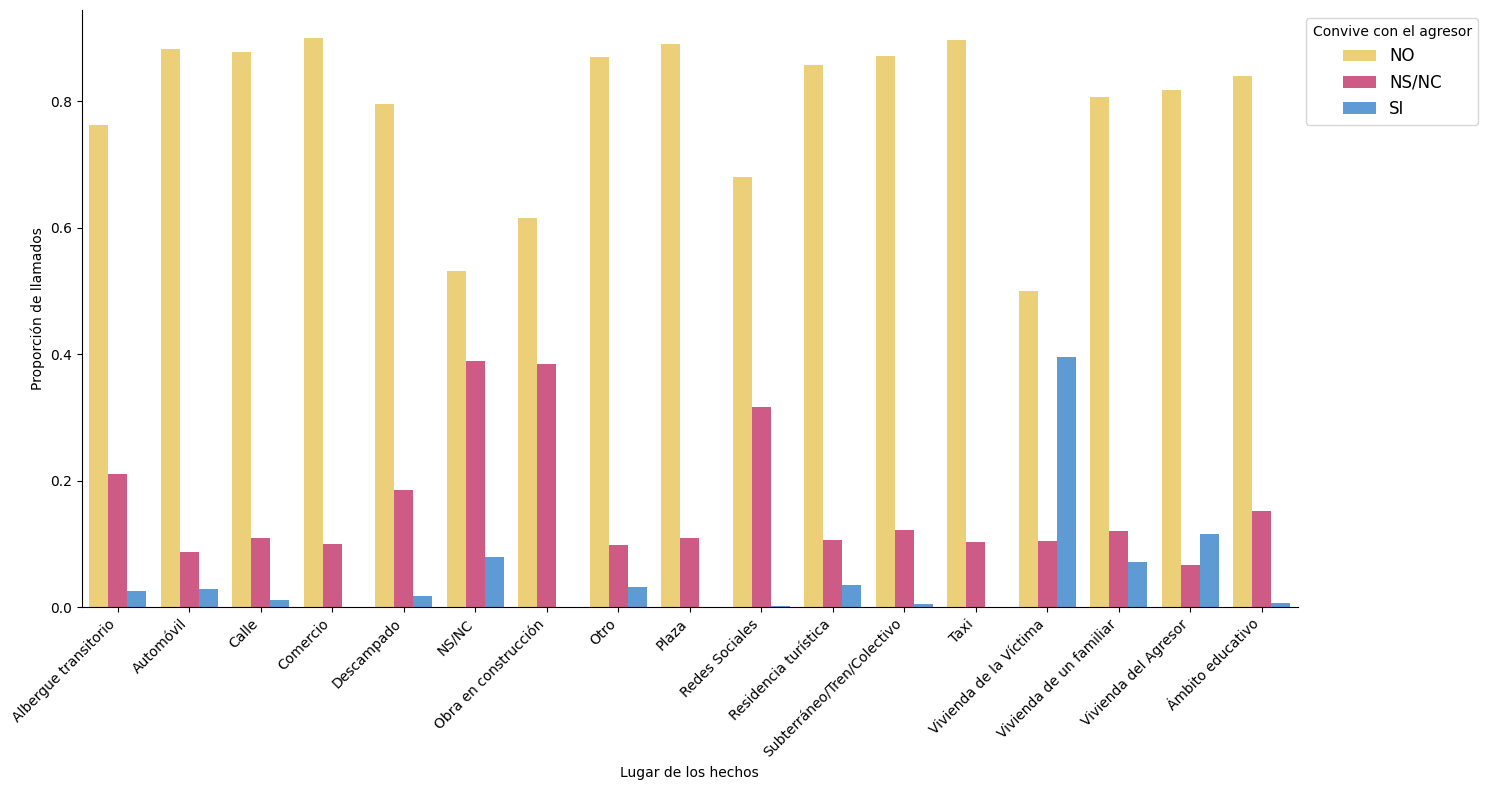 Convive con el agresor
NO
NS/NC
SI
Proporción de llamados
0.8
0.6
0.4
0.2
0.0
Albergue transitorio
Automóvil
Calle
Comercio
Descampado
NS/NC
Obra en construcción
Otro
Plaza
Redes Sociales
Residencia turística
Subterráneo/Tren/Colectivo
Taxi
Vivienda de la Víctima
Vivienda de un familiar
Vivienda del Agresor
Ámbito educativo
Lugar de los hechos